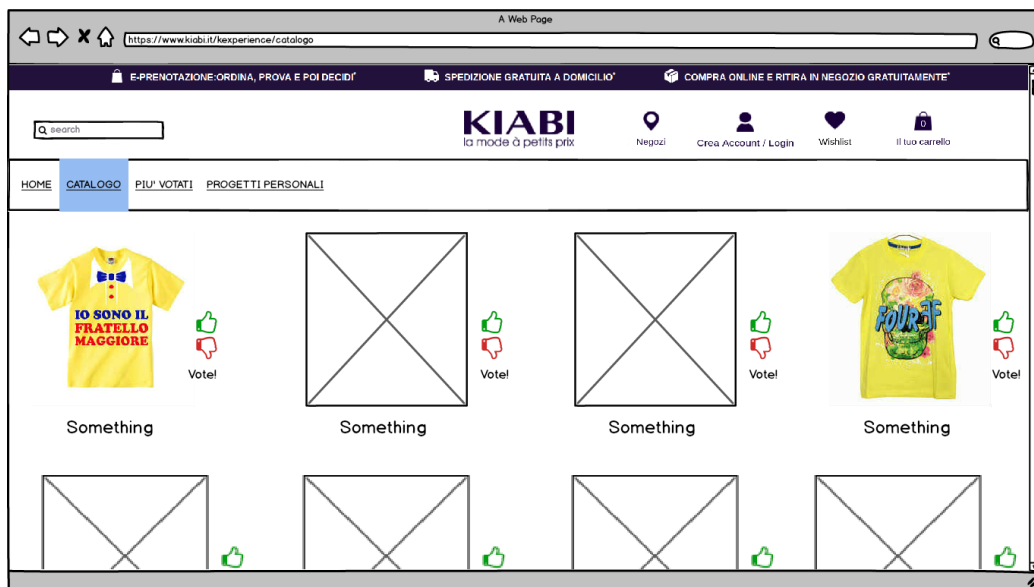 A Web Page
https://www.kiabi.it/kexperience/catalogo
E-PRENOTAZIONE:ORDINA, PROVA E POI DECIDI*
SPEDIZIONE GRATUITA A DOMICILIO*
COMPRA ONLINE E RITIRA IN NEGOZIO GRATUITAMENTE*
search
KIABI
la mode à petits prix
Negozi
Crea Account / Login
Wishlist
0
Il tuo carrello
HOME
CATALOGO
PIU' VOTATI
PROGETTI PERSONALI
IO SONO IL
FRATELLO
MAGGIORE
FOUR
Vote!
Vote!
Vote!
Vote!
Something
Something
Something
Something